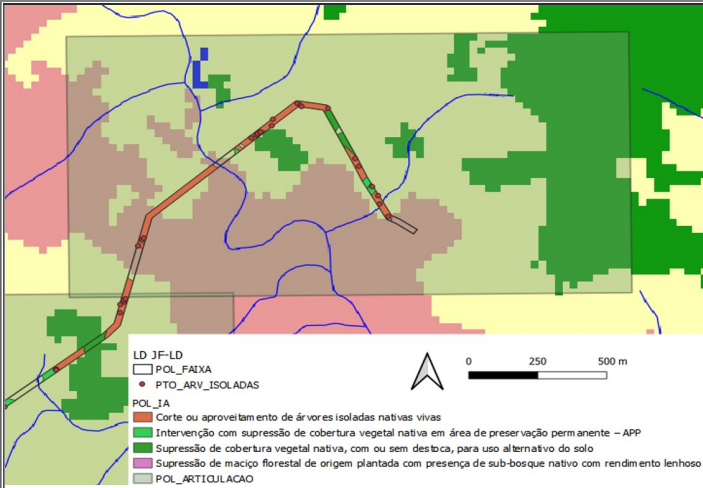 LD JF-LD
POL_FAIXA
PTO_ARV_ISOLADAS
POL_IA
Corte ou aproveitamento de árvores isoladas nativas vivas
Intervenção com supressão de cobertura vegetal nativa em área de preservação permanente – APP
Supressão de cobertura vegetal nativa, com ou sem destoca, para uso alternativo do solo
Supressão de maciço florestal de origem plantada com presença de sub-bosque nativo com rendimento lenhoso
POL_ARTICULACAO
0 250 500 m